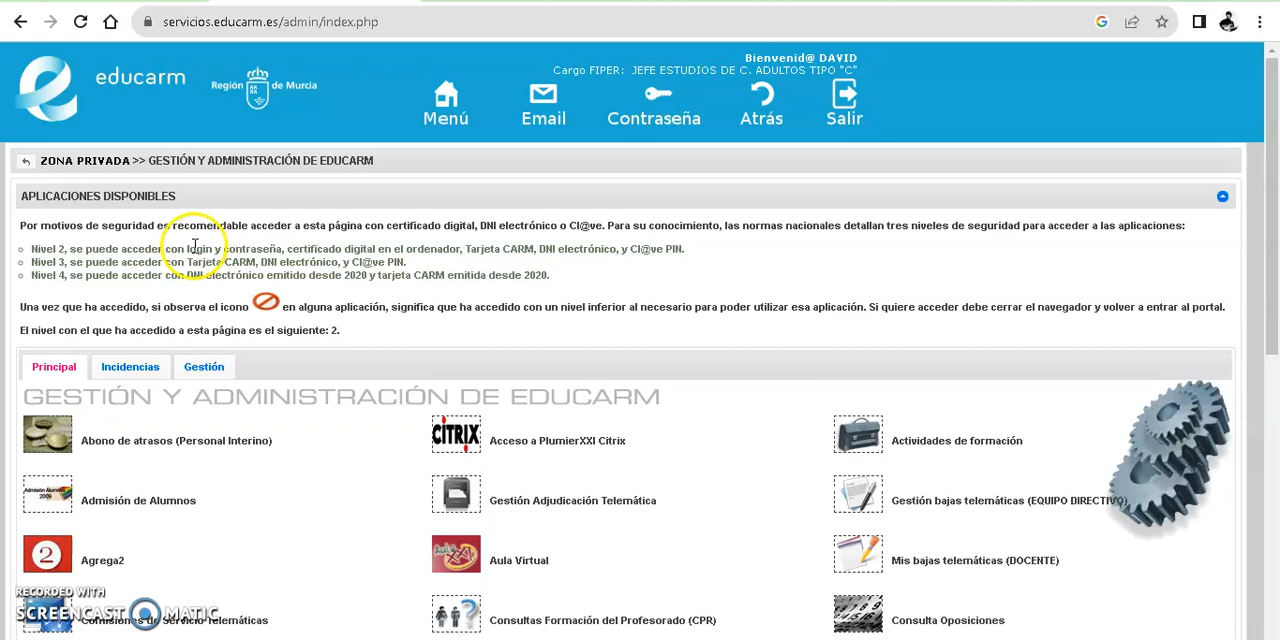 servicios.educarm.es/admin/index.php
educarm
Región de Murcia
Bienvenid@ DAVID
Cargo FIPER: JEFE ESTUDIOS DE C. ADULTOS TIPO "C"
Menú
Email
Contraseña
Atrás
Salir
ZONA PRIVADA >> GESTIÓN Y ADMINISTRACIÓN DE EDUCARM
APLICACIONES DISPONIBLES
Por motivos de seguridad es recomendable acceder a esta página con certificado digital, DNI electrónico o Cl@ve. Para su conocimiento, las normas nacionales detallan tres niveles de seguridad para acceder a las aplicaciones:
Nivel 2, se puede acceder con login y contraseña, certificado digital en el ordenador, Tarjeta CARM, DNI electrónico, y Cl@ve PIN.
Nivel 3, se puede acceder con Tarjeta CARM, DNI electrónico, y Cl@ve PIN.
Nivel 4, se puede acceder con DNI electrónico emitido desde 2020 y tarjeta CARM emitida desde 2020.
Una vez que ha accedido, si observa el icono en alguna aplicación, significa que ha accedido con un nivel inferior al necesario para poder utilizar esa aplicación. Si quiere acceder debe cerrar el navegador y volver a entrar al portal.
El nivel con el que ha accedido a esta página es el siguiente: 2.
Principal
Incidencias
Gestión
GESTIÓN Y ADMINISTRACIÓN DE EDUCARM
Abono de atrasos (Personal Interino)
CITRIX
Acceso a PlumierXXI Citrix
Actividades de formación
Admisión Alumnos
2009
Admisión de Alumnos
Gestión Adjudicación Telemática
Gestión bajas telemáticas (EQUIPO DIRECTIVO)
2
Agrega2
Aula Virtual
Mis bajas telemáticas (DOCENTE)
RECORDED WITH
SCREENCAST MATIC
Comisiones de Servicio Telemáticas
Consultas Formación del Profesorado (CPR)
Consulta Oposiciones